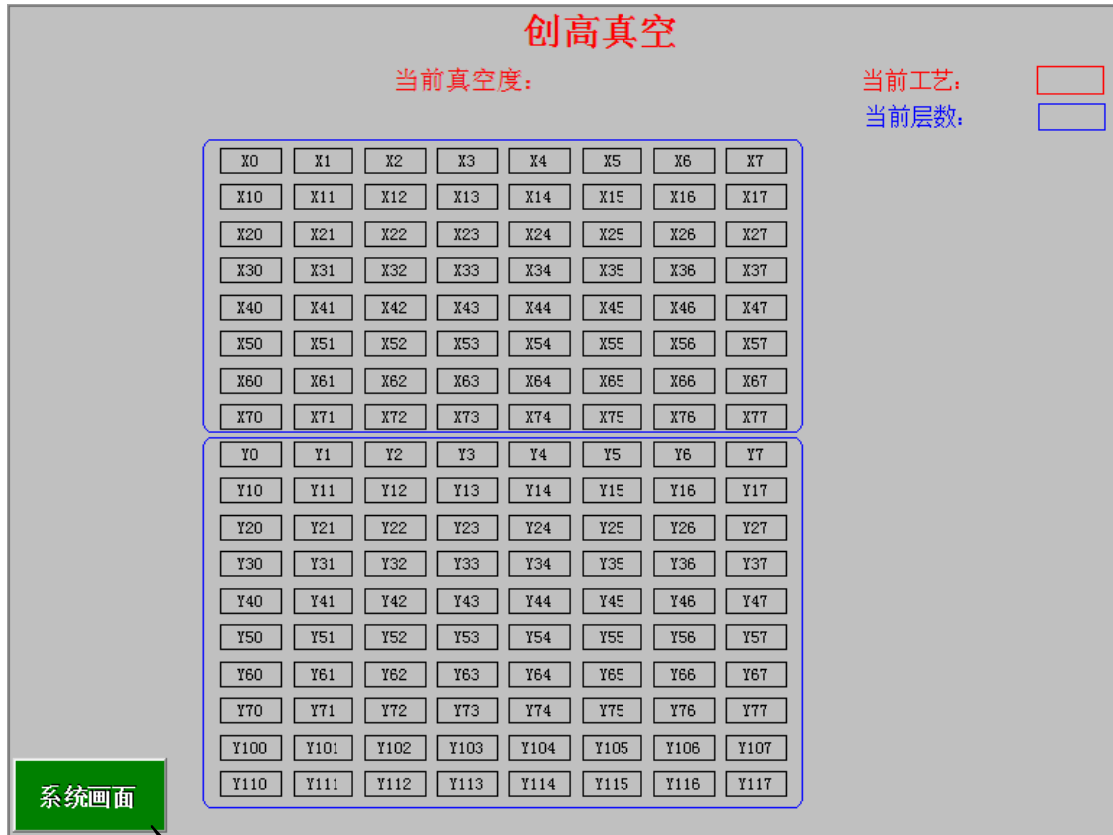 创高真空
当前真空度：
当前工艺：
当前层数：
X0 X1 X2 X3 X4 X5 X6 X7
X10 X11 X12 X13 X14 X15 X16 X17
X20 X21 X22 X23 X24 X25 X26 X27
X30 X31 X32 X33 X34 X35 X36 X37
X40 X41 X42 X43 X44 X45 X46 X47
X50 X51 X52 X53 X54 X55 X56 X57
X60 X61 X62 X63 X64 X65 X66 X67
X70 X71 X72 X73 X74 X75 X76 X77
Y0 Y1 Y2 Y3 Y4 Y5 Y6 Y7
Y10 Y11 Y12 Y13 Y14 Y15 Y16 Y17
Y20 Y21 Y22 Y23 Y24 Y25 Y26 Y27
Y30 Y31 Y32 Y33 Y34 Y35 Y36 Y37
Y40 Y41 Y42 Y43 Y44 Y45 Y46 Y47
Y50 Y51 Y52 Y53 Y54 Y55 Y56 Y57
Y60 Y61 Y62 Y63 Y64 Y65 Y66 Y67
Y70 Y71 Y72 Y73 Y74 Y75 Y76 Y77
Y100 Y101 Y102 Y103 Y104 Y105 Y106 Y107
Y110 Y111 Y112 Y113 Y114 Y115 Y116 Y117
系统画面